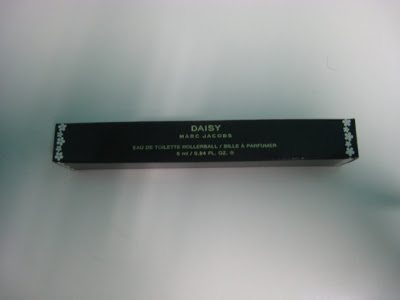 DAISY
MARC JACOBS
EAU DE TOILETTE ROLLERBALL / BILLE À PARFUMER